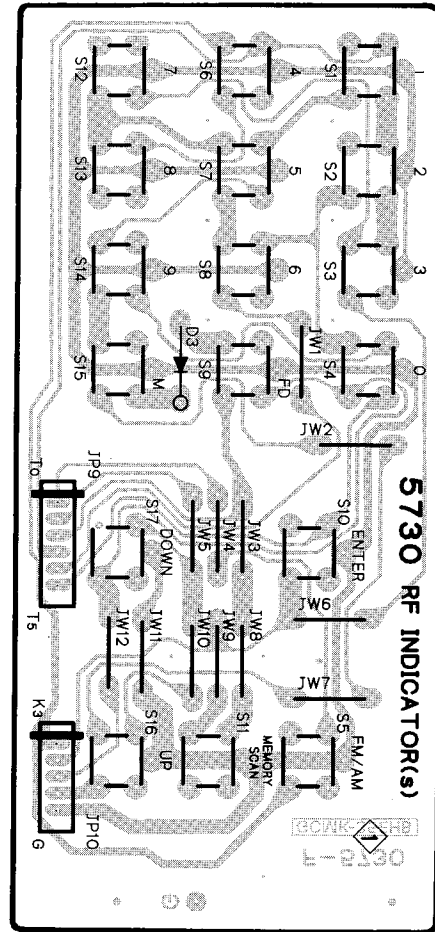 S12
7
S6
4
S1
1
S13
8
S7
5
S2
2
S14
9
S8
6
S3
3
S15
M
D3
S9
FD
JW1
S4
0
JW2
5730 RF INDICATOR(s)
JP9
To
T5
S17
DOWN
JW5
JW4
JW3
S10
ENTER
JW6
JW12
JW11
JW10
JW9
JW8
JW7
K3
JP10
G
S16
UP
S11
MEMORY
SCAN
S5
FM/AM
1
F-5730
G